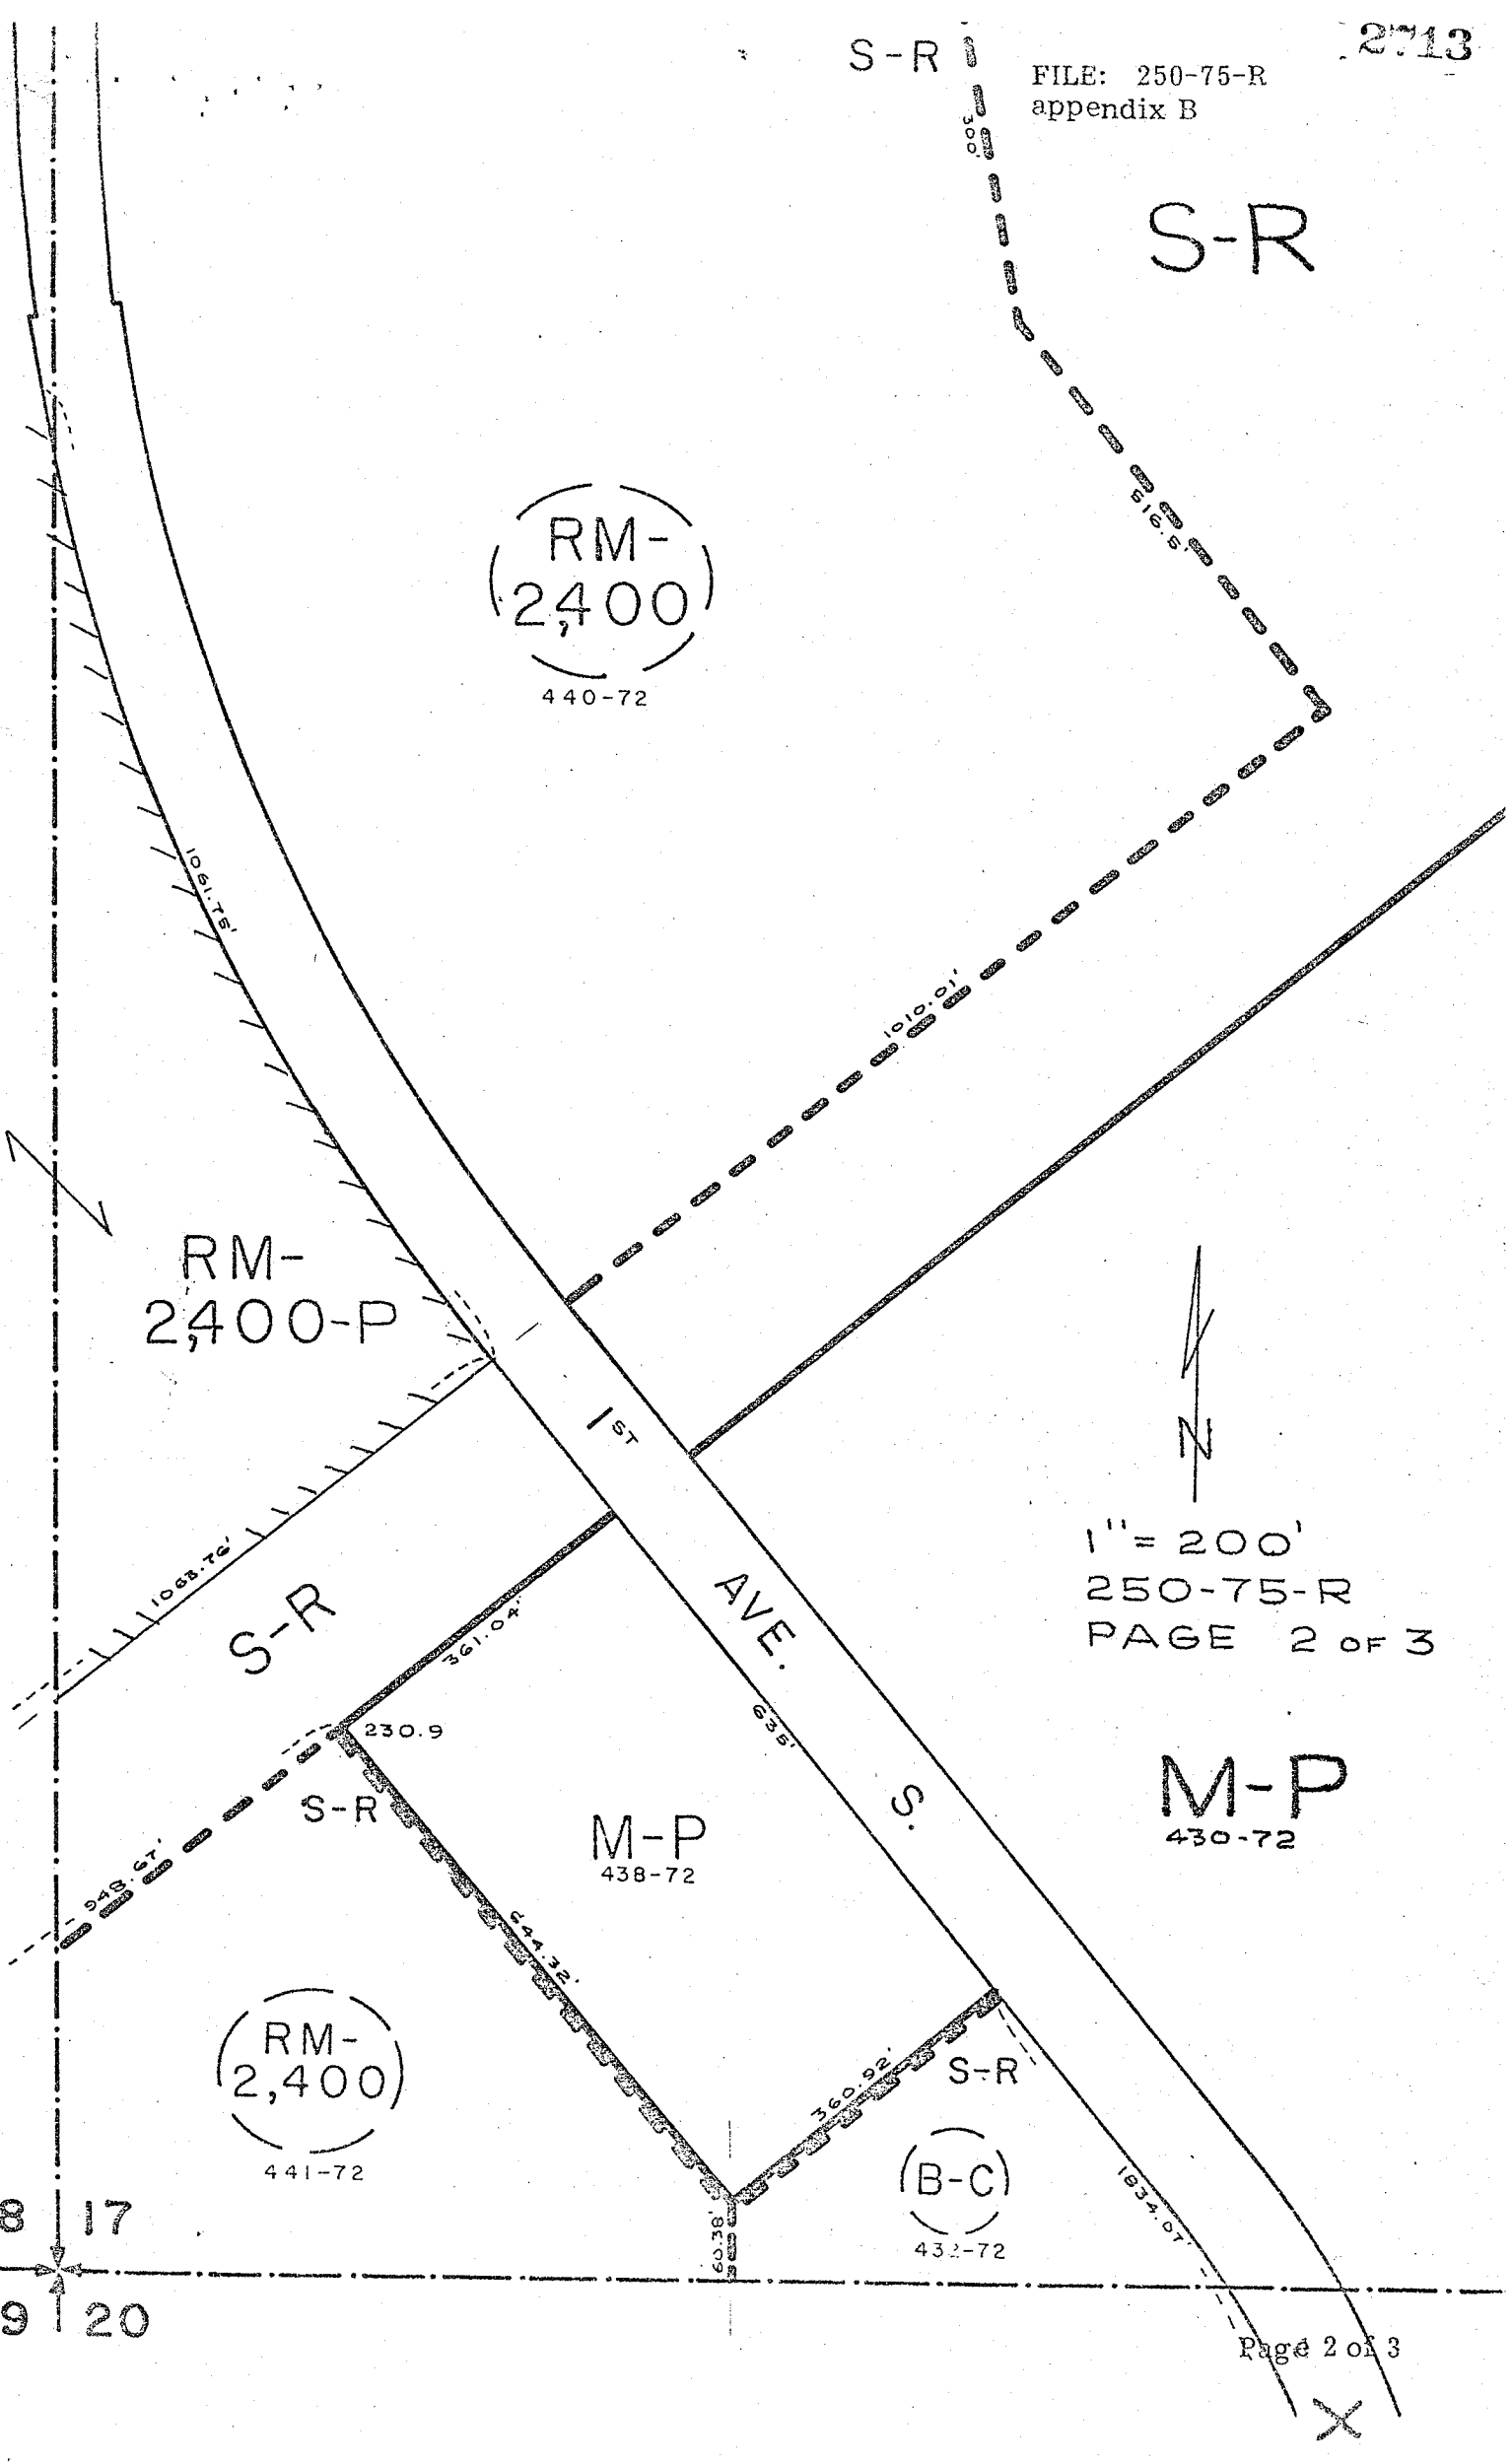 2713
S-R
FILE: 250-75-R
appendix B
300'
S-R
516.5'
RM-
2,400
440-72
1061.75'
1010.01'
RM-
2,400-P
1ST
AVE.
S.
N
1"= 200'
250-75-R
PAGE 2 OF 3
1063.76'
S-R
361.04'
230.9
635'
S-R
M-P
438-72
M-P
430-72
948.67'
644.32'
RM-
2,400
441-72
360.92'
S-R
B-C
1834.07'
60.38'
8 17
9 20
Page 2 of 3
X